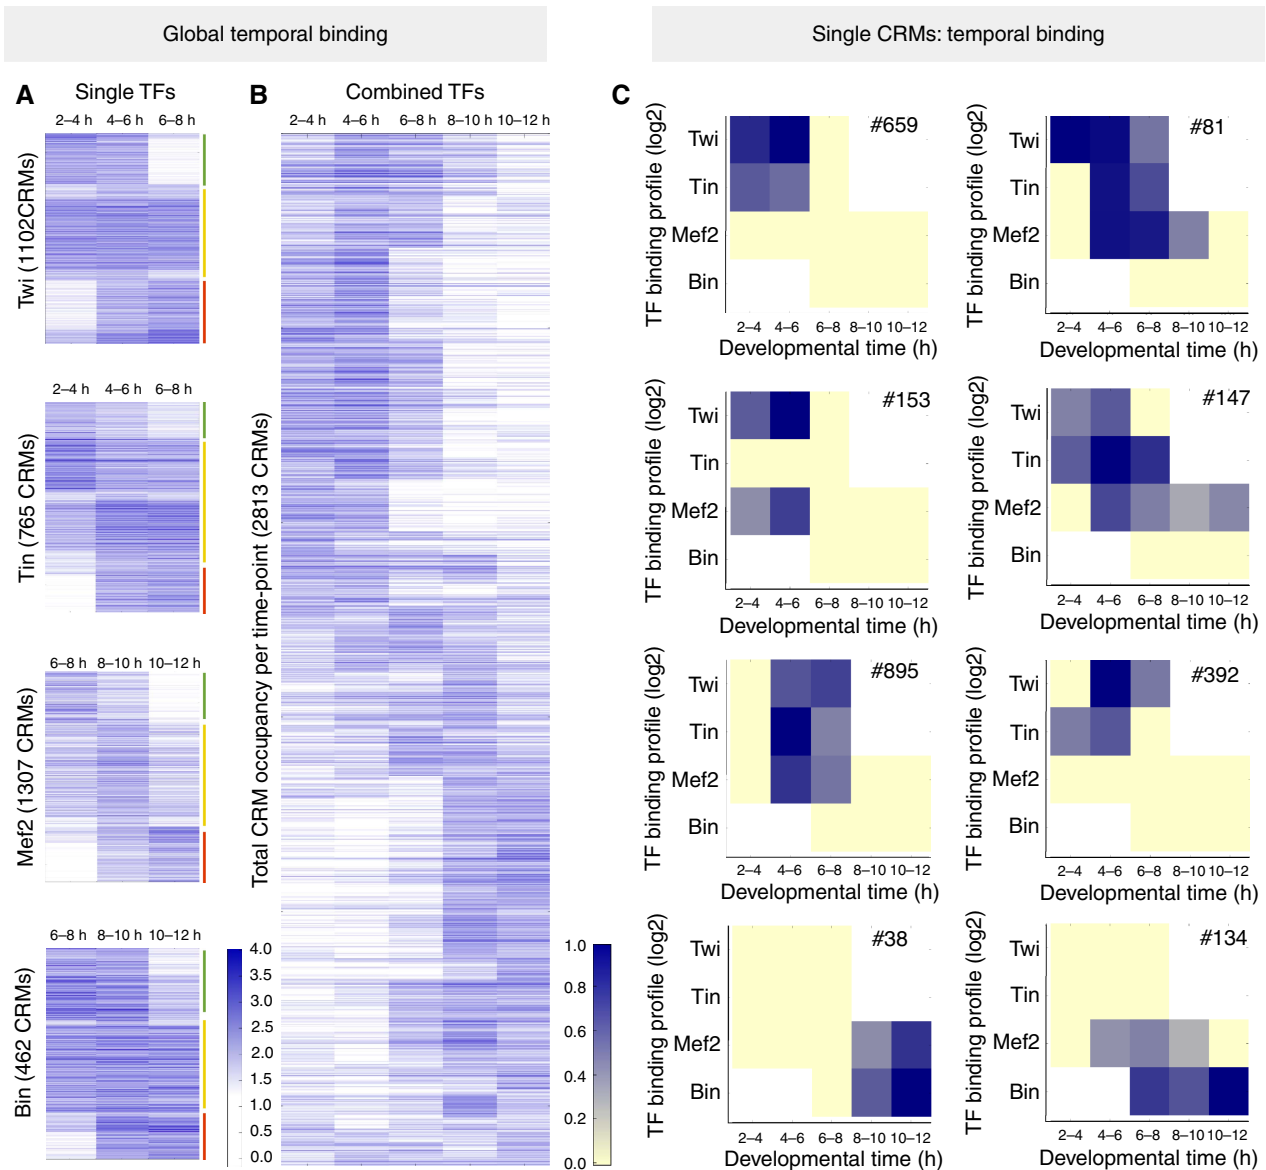 Global temporal binding
Single CRMs: temporal binding
A
Single TFs
2–4 h 4–6 h 6–8 h
Twi (1102CRMs)
2–4 h 4–6 h 6–8 h
Tin (765 CRMs)
6–8 h 8–10 h 10–12 h
Mef2 (1307 CRMs)
6–8 h 8–10 h 10–12 h
Bin (462 CRMs)
4.0
3.5
3.0
2.5
2.0
1.5
1.0
0.5
0.0
B
Combined TFs
2–4 h 4–6 h 6–8 h 8–10 h 10–12 h
Total CRM occupancy per time-point (2813 CRMs)
1.0
0.8
0.6
0.4
0.2
0.0
C
TF binding profile (log2)
Twi
Tin
Mef2
Bin
#659
2–4 4–6 6–8 8–10 10–12
Developmental time (h)
TF binding profile (log2)
Twi
Tin
Mef2
Bin
#81
2–4 4–6 6–8 8–10 10–12
Developmental time (h)
TF binding profile (log2)
Twi
Tin
Mef2
Bin
#153
2–4 4–6 6–8 8–10 10–12
Developmental time (h)
TF binding profile (log2)
Twi
Tin
Mef2
Bin
#147
2–4 4–6 6–8 8–10 10–12
Developmental time (h)
TF binding profile (log2)
Twi
Tin
Mef2
Bin
#895
2–4 4–6 6–8 8–10 10–12
Developmental time (h)
TF binding profile (log2)
Twi
Tin
Mef2
Bin
#392
2–4 4–6 6–8 8–10 10–12
Developmental time (h)
TF binding profile (log2)
Twi
Tin
Mef2
Bin
#38
2–4 4–6 6–8 8–10 10–12
Developmental time (h)
TF binding profile (log2)
Twi
Tin
Mef2
Bin
#134
2–4 4–6 6–8 8–10 10–12
Developmental time (h)